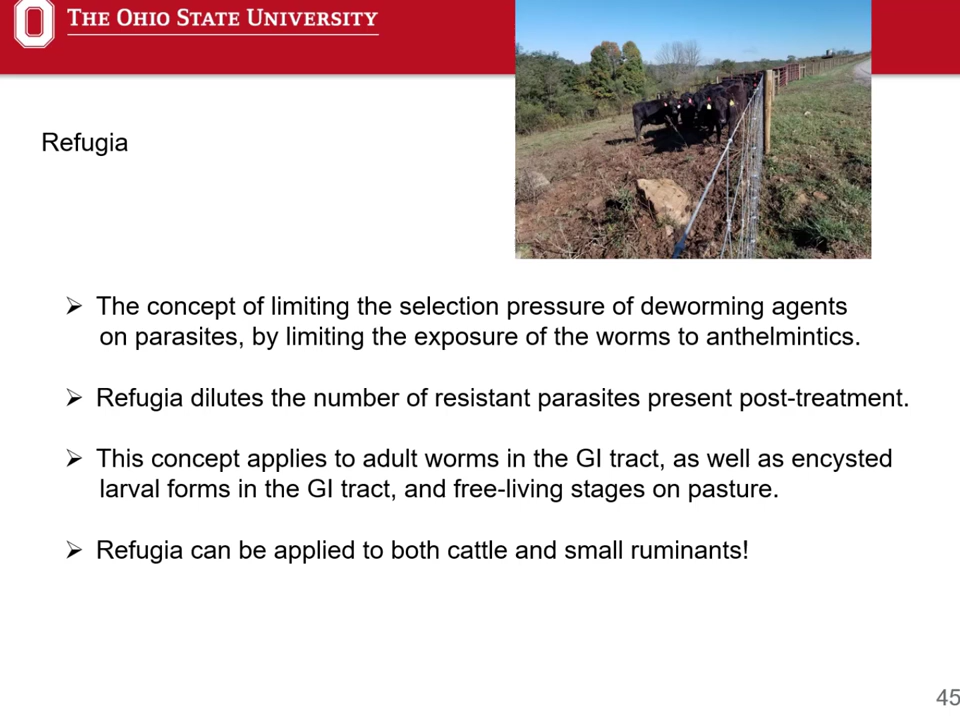 THE OHIO STATE UNIVERSITY
Refugia
➢ The concept of limiting the selection pressure of deworming agents
on parasites, by limiting the exposure of the worms to anthelmintics.
➢ Refugia dilutes the number of resistant parasites present post-treatment.
➢ This concept applies to adult worms in the GI tract, as well as encysted
larval forms in the GI tract, and free-living stages on pasture.
➢ Refugia can be applied to both cattle and small ruminants!
45